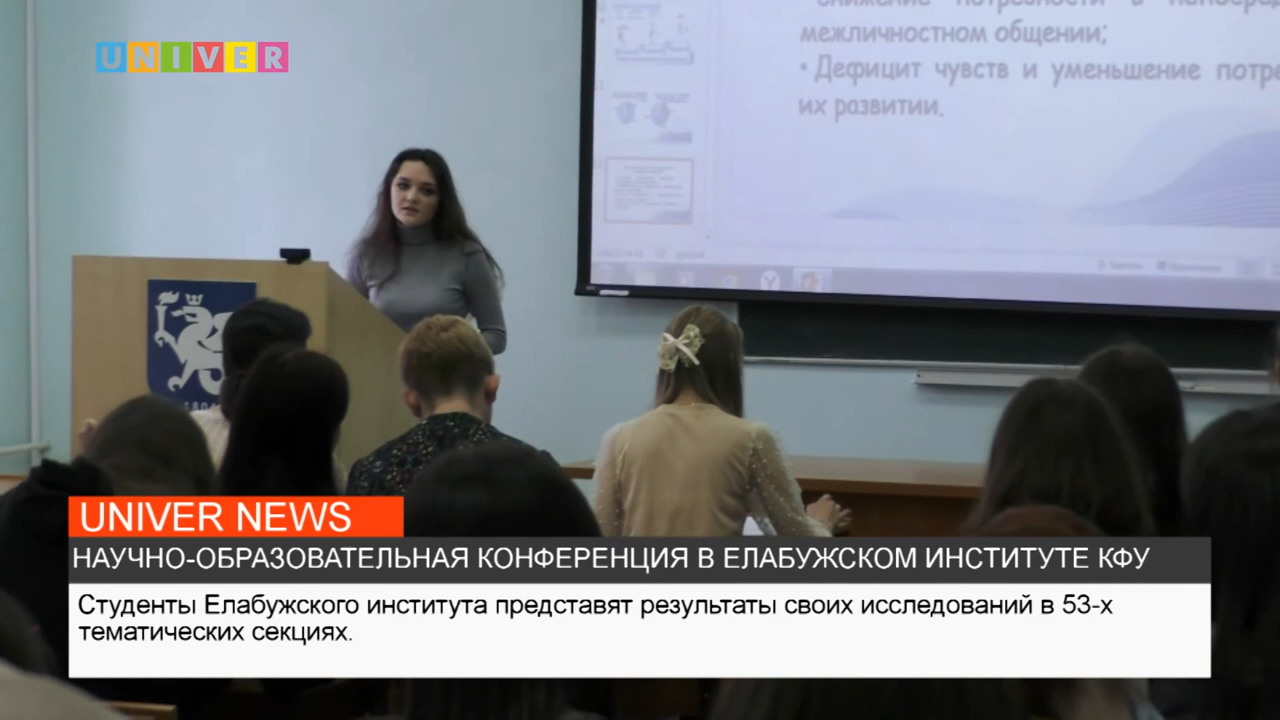 UNIVER
межличностном общении;
• Дефицит чувств и уменьшение
их развитии.
UNIVER NEWS
НАУЧНО-ОБРАЗОВАТЕЛЬНАЯ КОНФЕРЕНЦИЯ В ЕЛАБУЖСКОМ ИНСТИТУТЕ КФУ
Студенты Елабужского института представят результаты своих исследований в 53-х
тематических секциях.